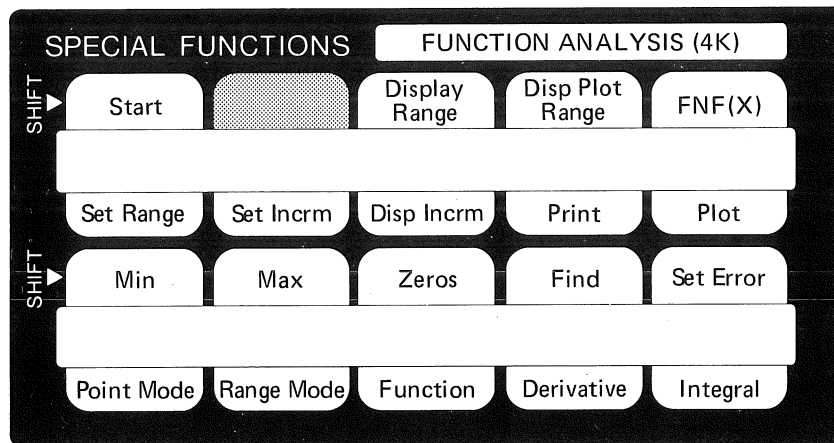 SPECIAL FUNCTIONS FUNCTION ANALYSIS (4K)
SHIFT
Start
Display
Range
Disp Plot
Range
FNF(X)
Set Range Set Incrm Disp Incrm Print Plot
SHIFT
Min Max Zeros Find Set Error
Point Mode Range Mode Function Derivative Integral